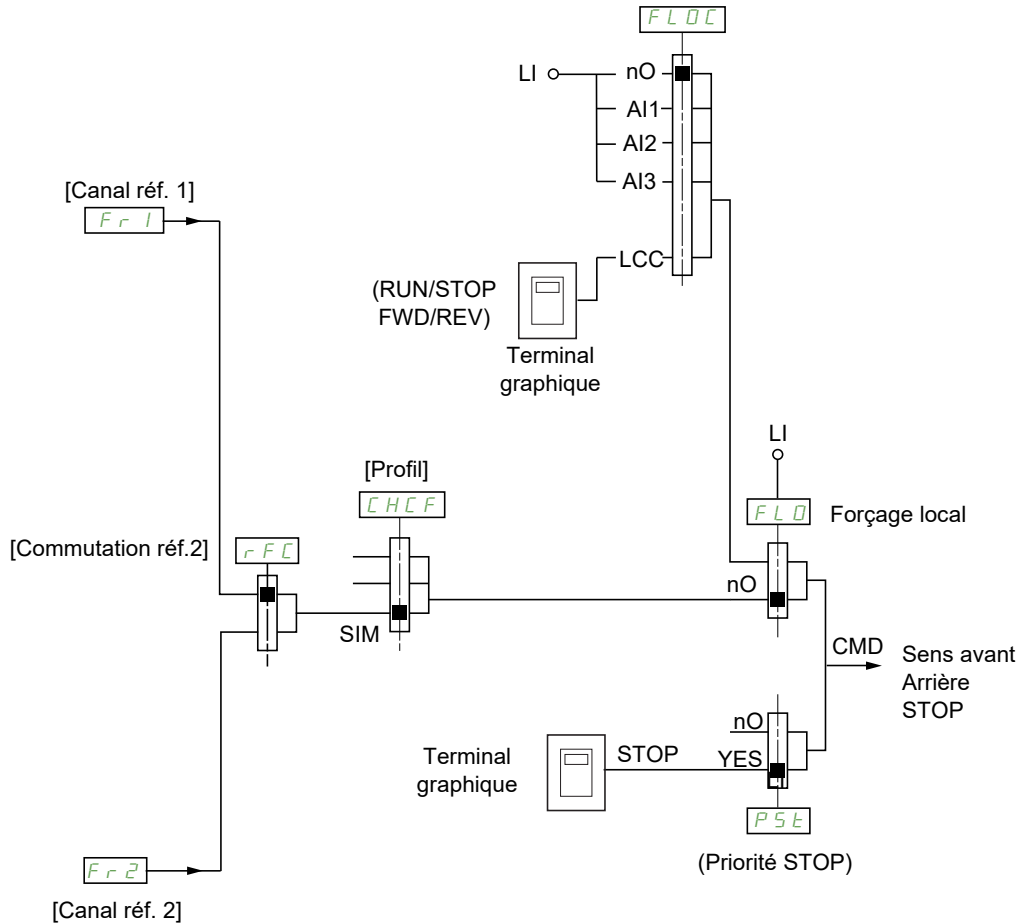 FLOC
LI
nO
AI1
AI2
AI3
[Canal réf. 1]
Fr1
LCC
(RUN/STOP
FWD/REV)
Terminal
graphique
LI
[Profil]
CHCF
FLO
Forçage local
[Commutation réf.2]
rFC
nO
SIM
CMD
Sens avant
Arrière
STOP
nO
Terminal
graphique
STOP
YES
LI
PSt
Fr2
(Priorité STOP)
[Canal réf. 2]